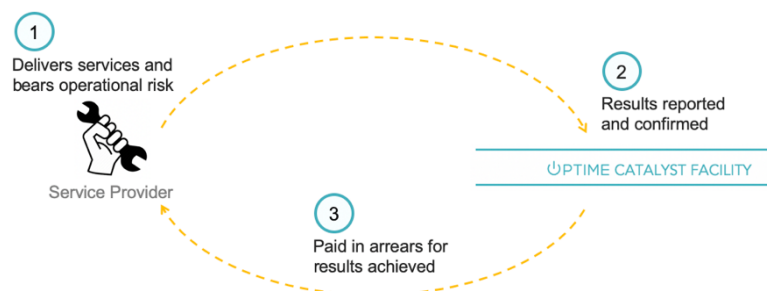 1
Delivers services and
bears operational risk
Service Provider
2
Results reported
and confirmed
UPTIME CATALYST FACILITY
3
Paid in arrears for
results achieved